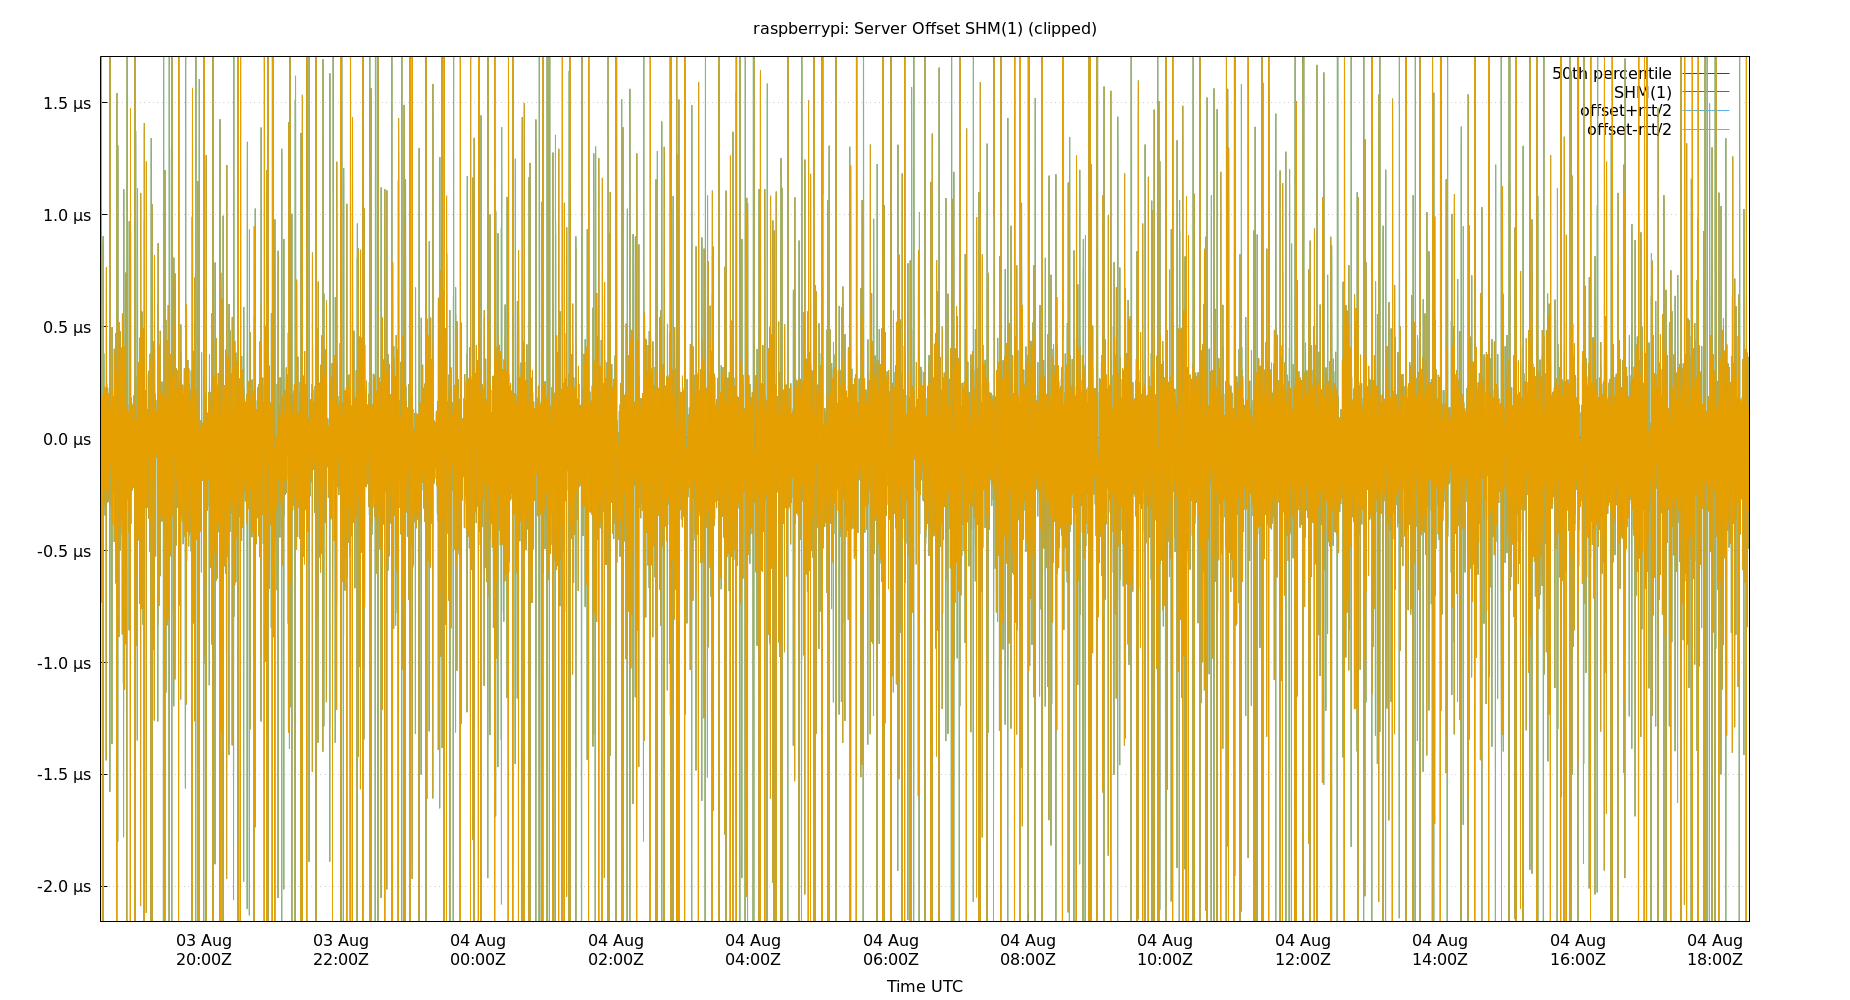 raspberrypi: Server Offset SHM(1) (clipped)
50th percentile
SHM(1)
offset+rtt/2
offset-rtt/2
1.5 µs
1.0 µs
0.5 µs
0.0 µs
-0.5 µs
-1.0 µs
-1.5 µs
-2.0 µs
03 Aug 03 Aug 04 Aug 04 Aug 04 Aug 04 Aug 04 Aug 04 Aug 04 Aug 04 Aug 04 Aug 04 Aug
20:00Z 22:00Z 00:00Z 02:00Z 04:00Z 06:00Z 08:00Z 10:00Z 12:00Z 14:00Z 16:00Z 18:00Z
Time UTC